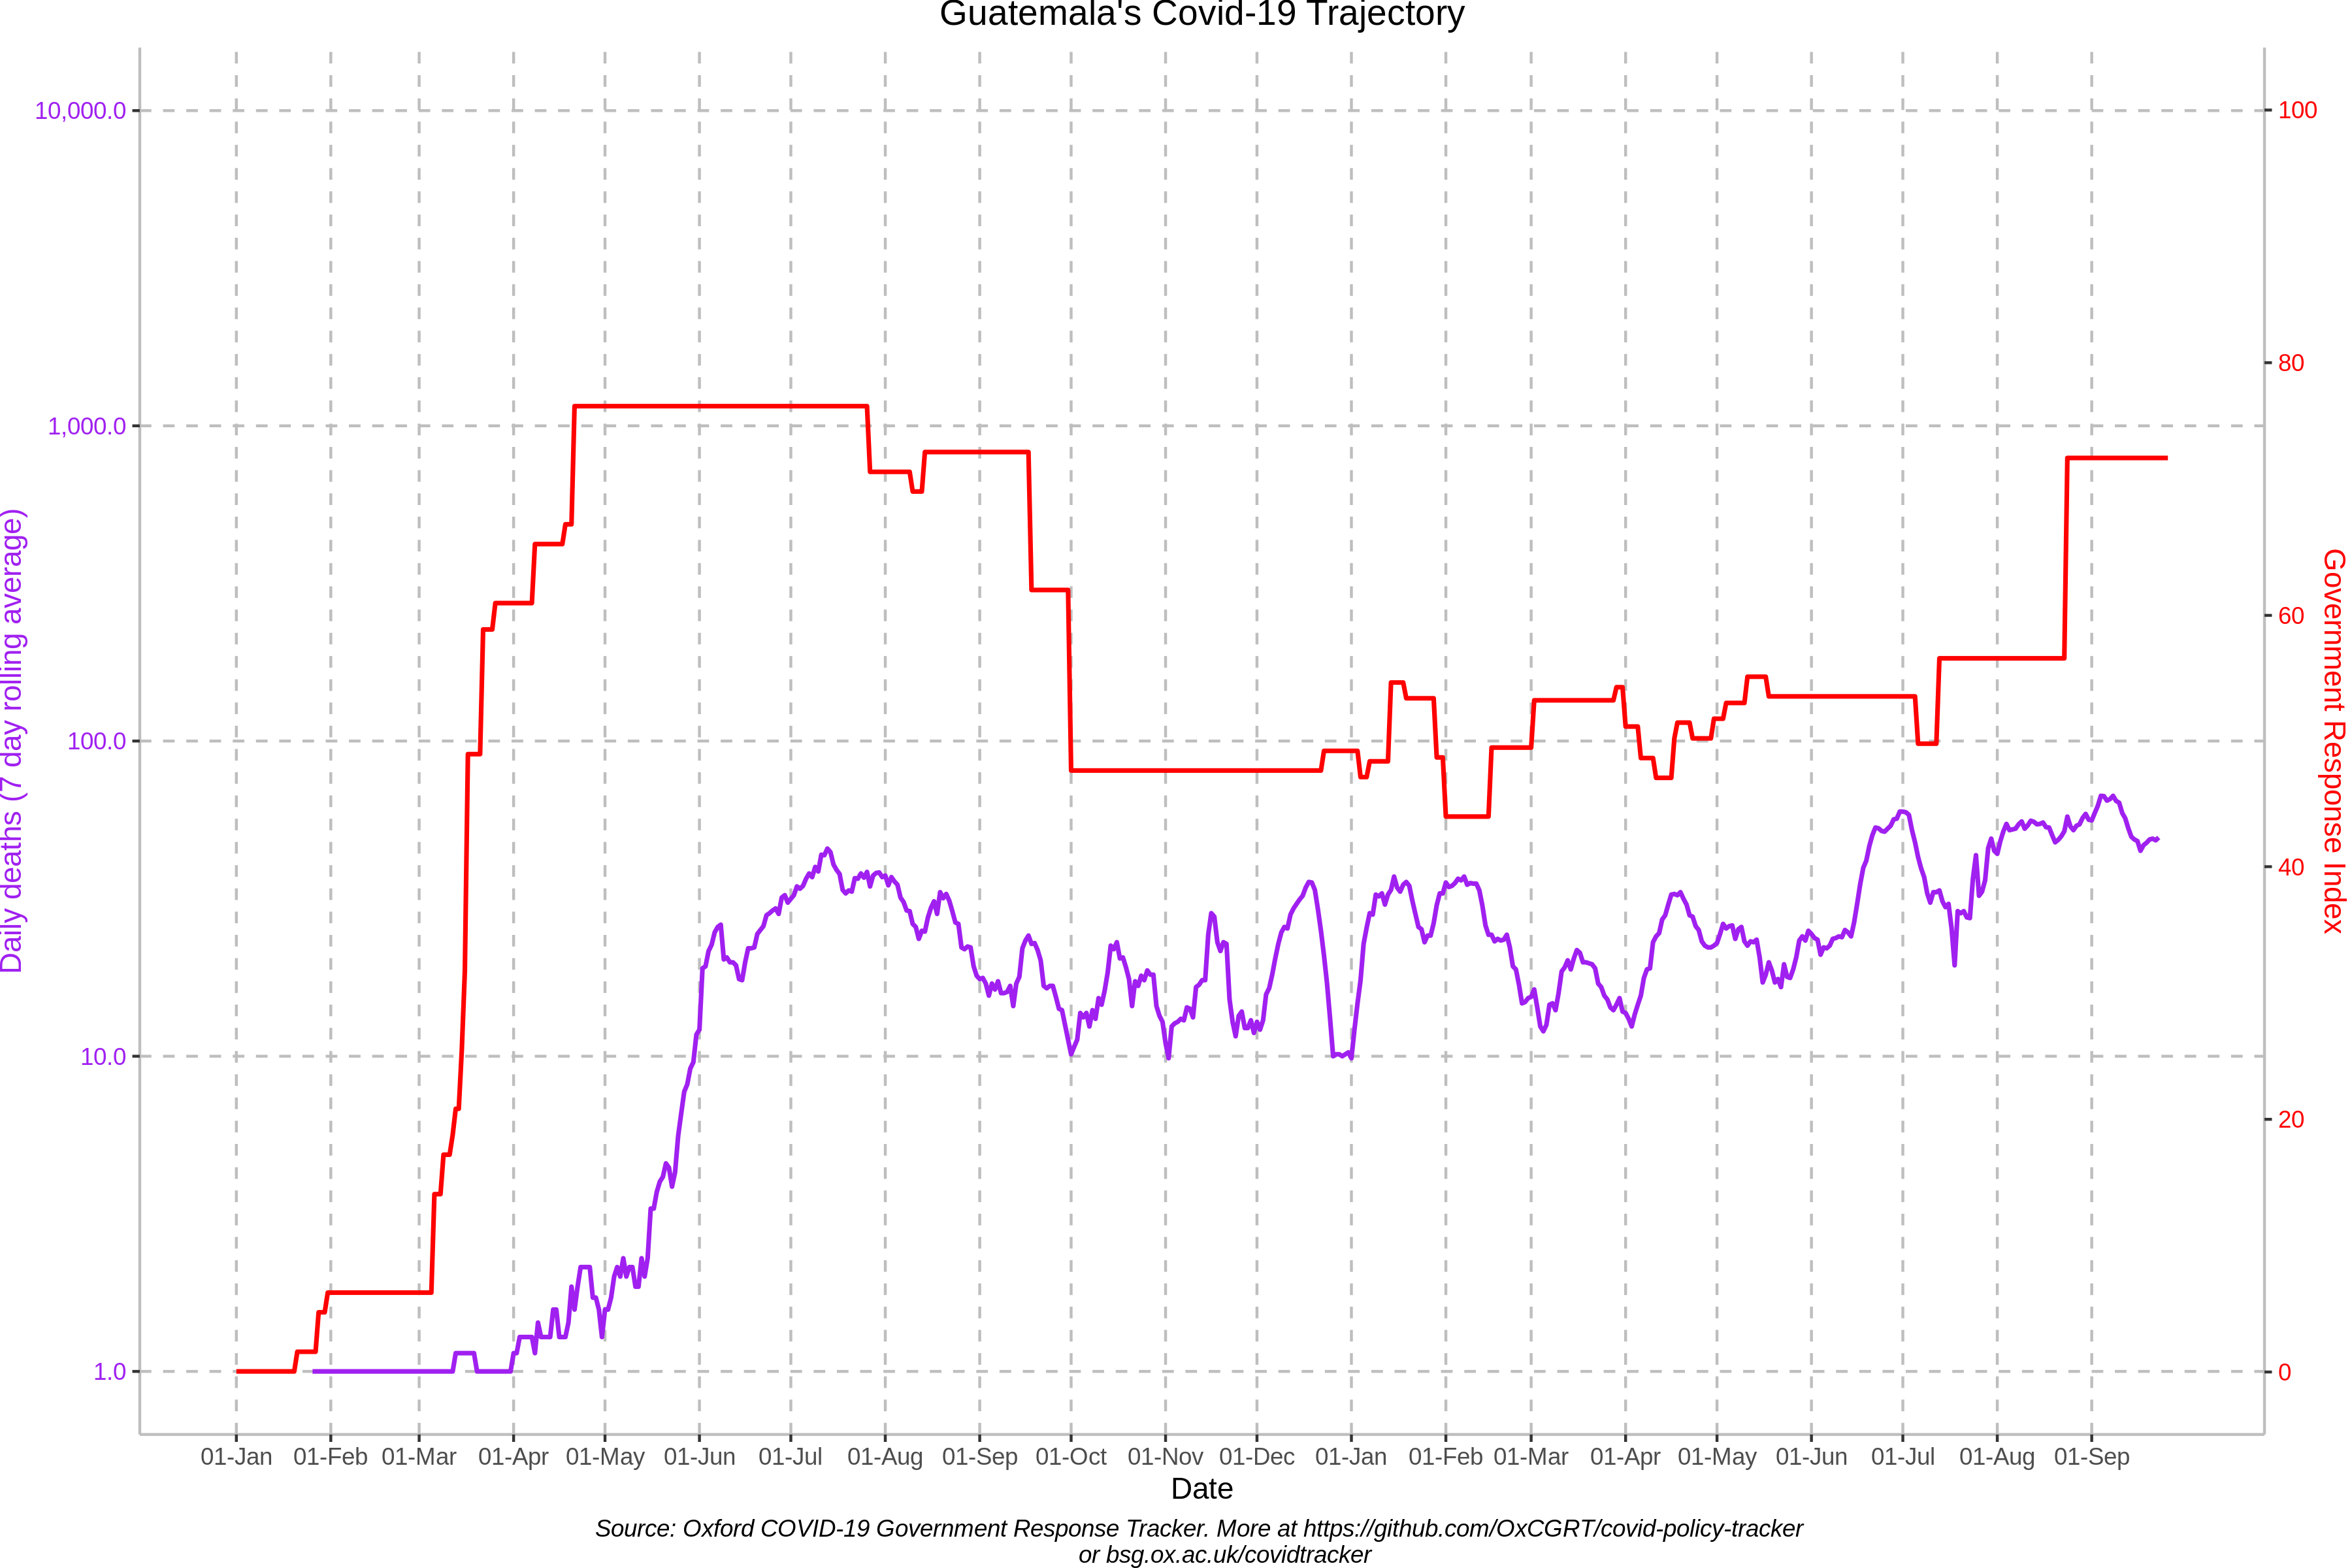 Guatemala's Covid-19 Trajectory
Daily deaths (7 day rolling average)
10,000.0
1,000.0
100.0
10.0
1.0
100
80
60
40
20
0
Government Response Index
01-Jan 01-Feb 01-Mar 01-Apr 01-May 01-Jun 01-Jul 01-Aug 01-Sep 01-Oct 01-Nov 01-Dec 01-Jan 01-Feb 01-Mar 01-Apr 01-May 01-Jun 01-Jul 01-Aug 01-Sep
Date
Source: Oxford COVID-19 Government Response Tracker. More at https://github.com/OxCGRT/covid-policy-tracker
or bsg.ox.ac.uk/covidtracker